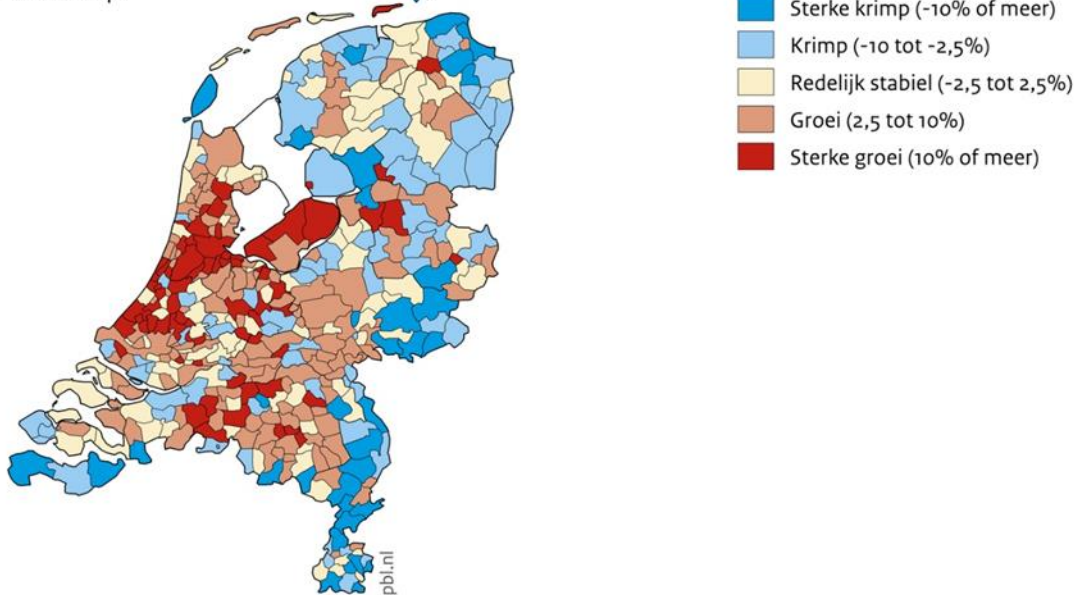 Sterke krimp (-10% of meer)
Krimp (-10 tot -2,5%)
Redelijk stabiel (-2,5 tot 2,5%)
Groei (2,5 tot 10%)
Sterke groei (10% of meer)
pbl.nl